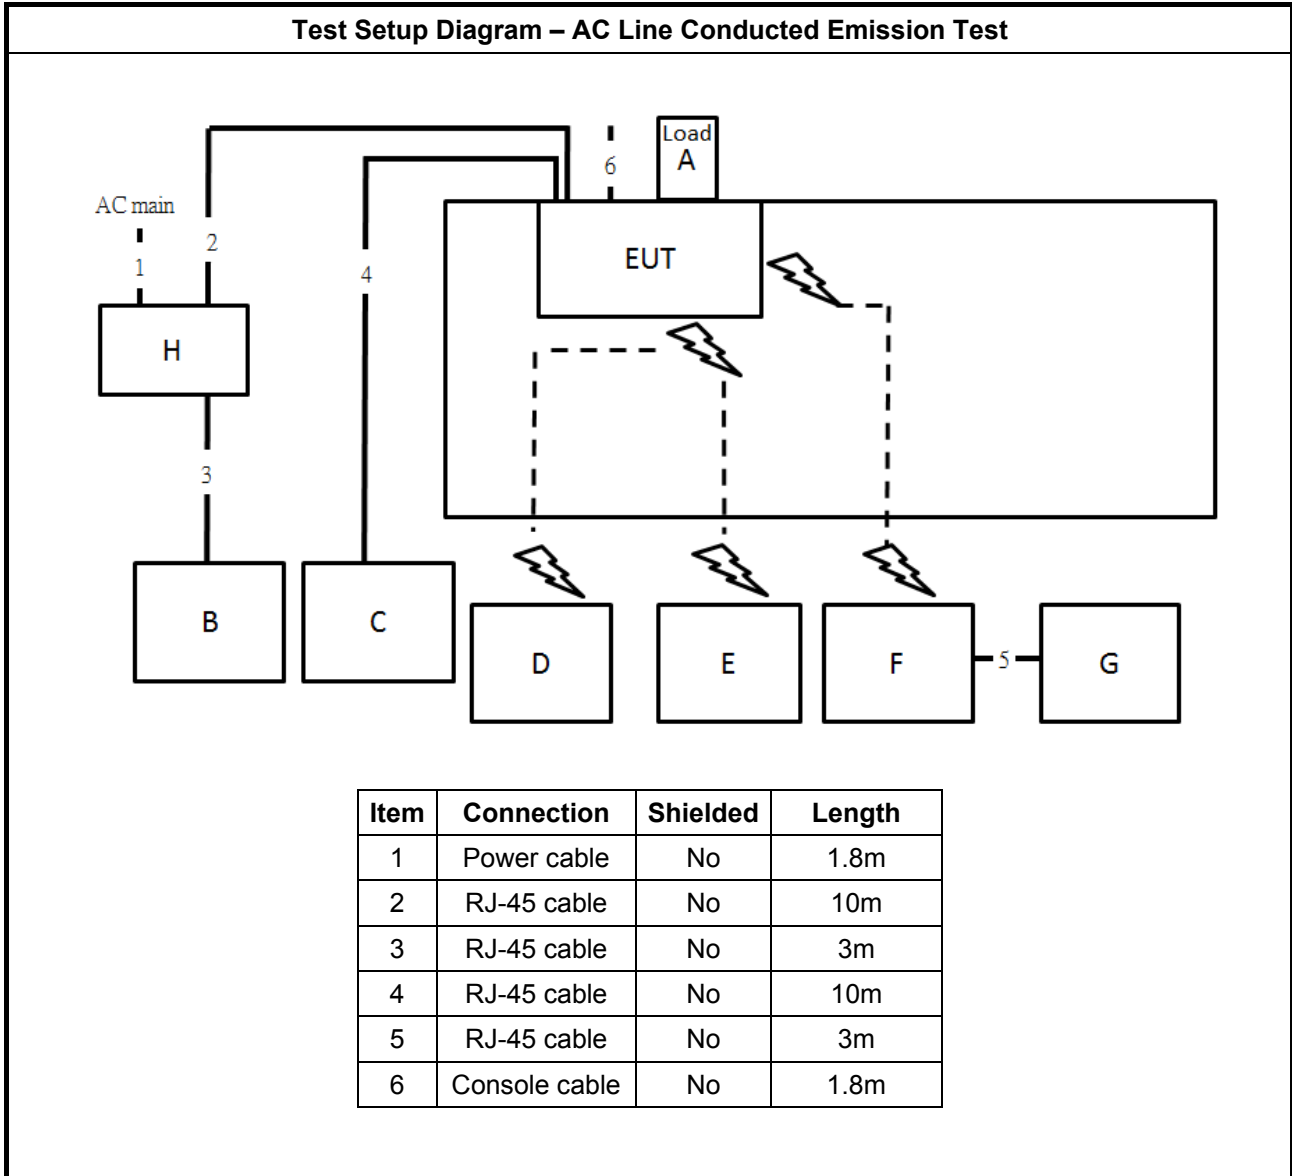 Test Setup Diagram – AC Line Conducted Emission Test
Load
A
6
AC main
1
2
4
EUT
H
3
B
C
D
E
F
5
G
Item Connection Shielded Length
1 Power cable No 1.8m
2 RJ-45 cable No 10m
3 RJ-45 cable No 3m
4 RJ-45 cable No 10m
5 RJ-45 cable No 3m
6 Console cable No 1.8m